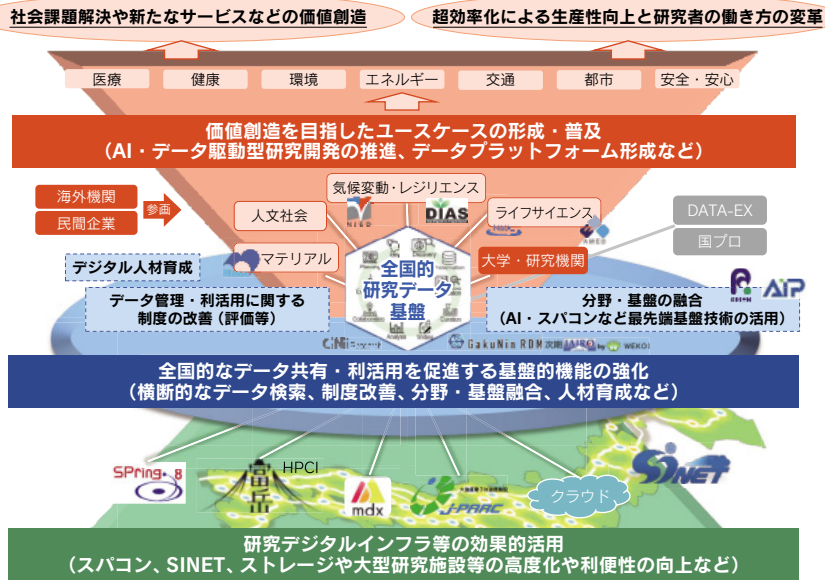 社会課題解決や新たなサービスなどの価値創造
超効率化による生産性向上と研究者の働き方の変革
医療
健康
環境
エネルギー
交通
都市
安全・安心
価値創造を目指したユースケースの形成・普及
（AI・データ駆動型研究開発の推進、データプラットフォーム形成など）
海外機関
民間企業
参画
気候変動・レジリエンス
人文社会
NIED
DIAS
ライフサイエンス
AMED
DATA-EX
国プロ
マテリアル
大学・研究機関
全国的
研究データ
基盤
デジタル人材育成
データ管理・利活用に関する
制度の改善（評価等）
分野・基盤の融合
（AI・スパコンなど最先端基盤技術の活用）
AIP
CiNii Research
GakuNin RDM 次期JAIRO by WEKO3
全国的なデータ共有・利活用を促進する基盤的機能の強化
（横断的なデータ検索、制度改善、分野・基盤融合、人材育成など）
SPring-8
富岳
HPCI
mdx
J-PARC
クラウド
SINET
研究デジタルインフラ等の効果的活用
（スパコン、SINET、ストレージや大型研究施設等の高度化や利便性の向上など）